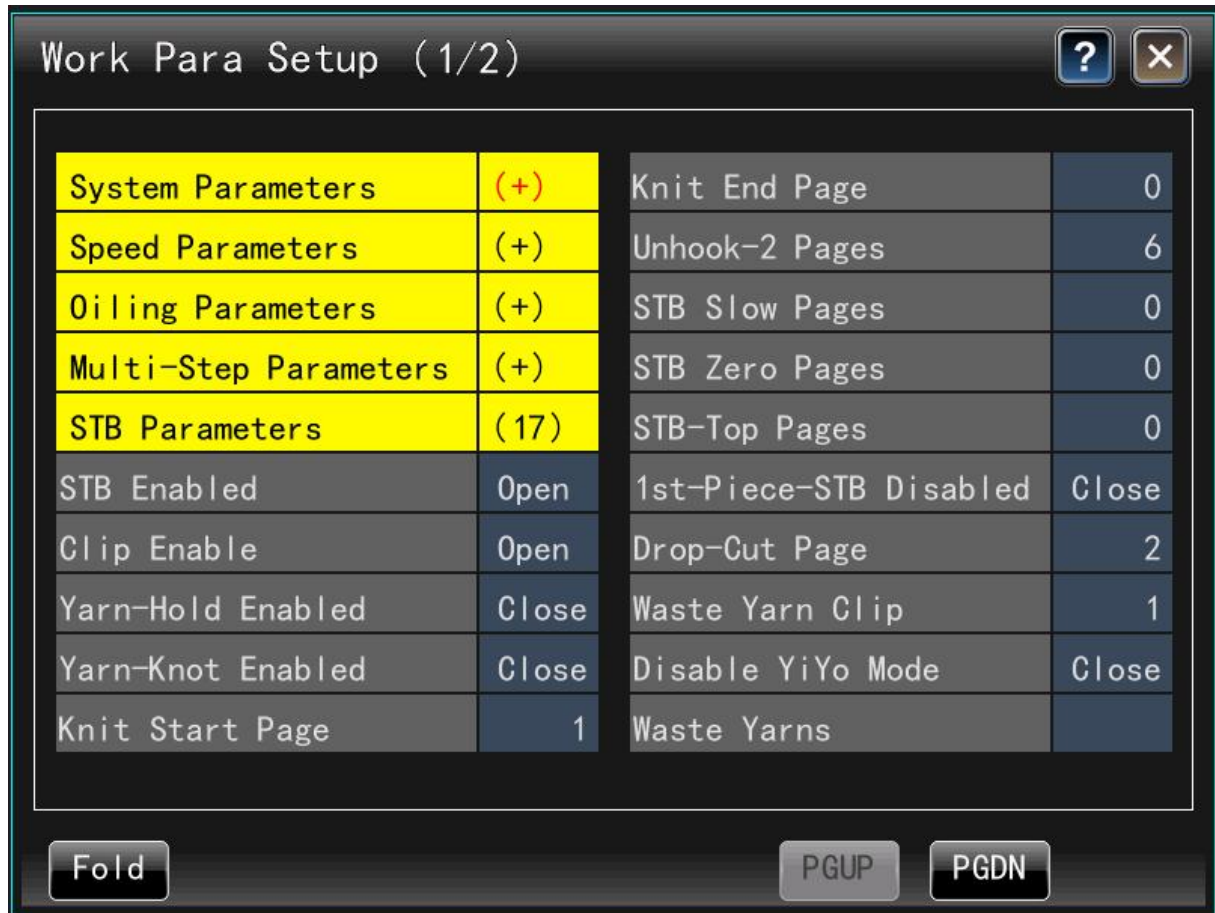 Work Para Setup (1/2)
?
×
System Parameters (+)
Speed Parameters (+)
Oiling Parameters (+)
Multi-Step Parameters (+)
STB Parameters (17)
STB Enabled Open
Clip Enable Open
Yarn-Hold Enabled Close
Yarn-Knot Enabled Close
Knit Start Page 1
Knit End Page 0
Unhook-2 Pages 6
STB Slow Pages 0
STB Zero Pages 0
STB-Top Pages 0
1st-Piece-STB Disabled Close
Drop-Cut Page 2
Waste Yarn Clip 1
Disable YiYo Mode Close
Waste Yarns
Fold
PGUP
PGDN